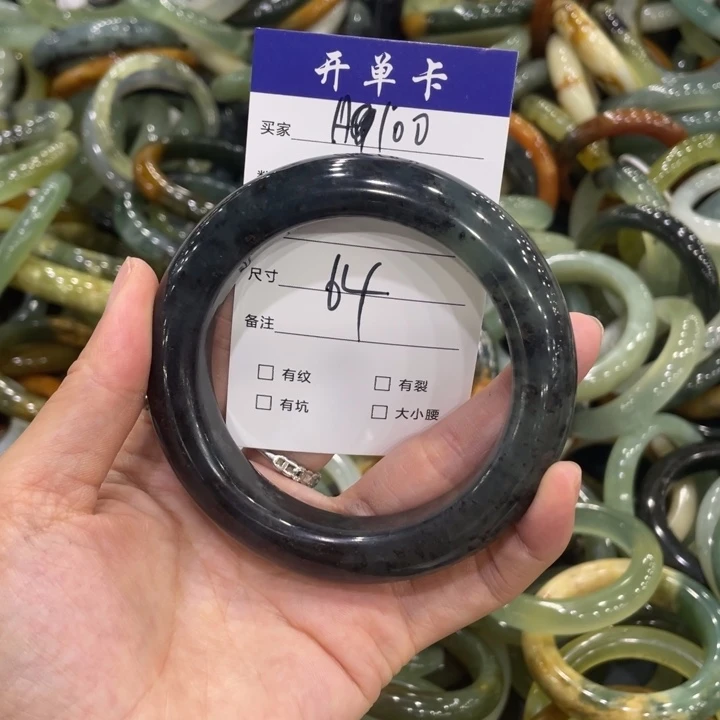 开单卡
买家 A9100
尺寸 64
备注
□ 有纹 □ 有裂
□ 有坑 □ 大小腰